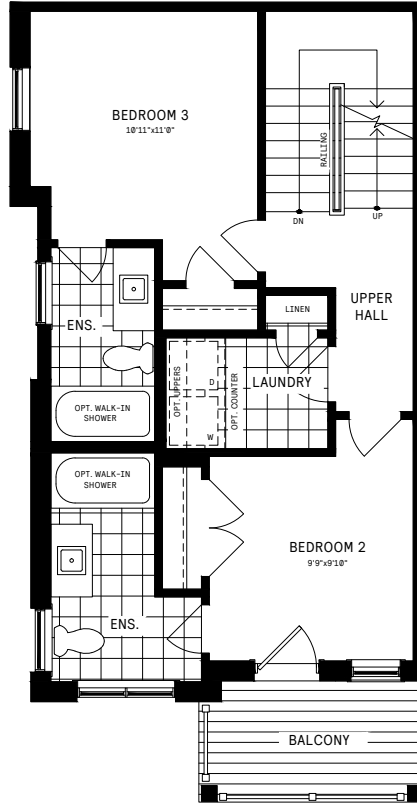 BEDROOM 3
10'11"x11'0"
RAILING
DN
UP
UPPER
HALL
LINEN
ENS.
LAUNDRY
OPT. UPPERS
D
W
OPT. COUNTER
OPT. WALK-IN
SHOWER
OPT. WALK-IN
SHOWER
BEDROOM 2
9'9"x9'10"
ENS.
BALCONY